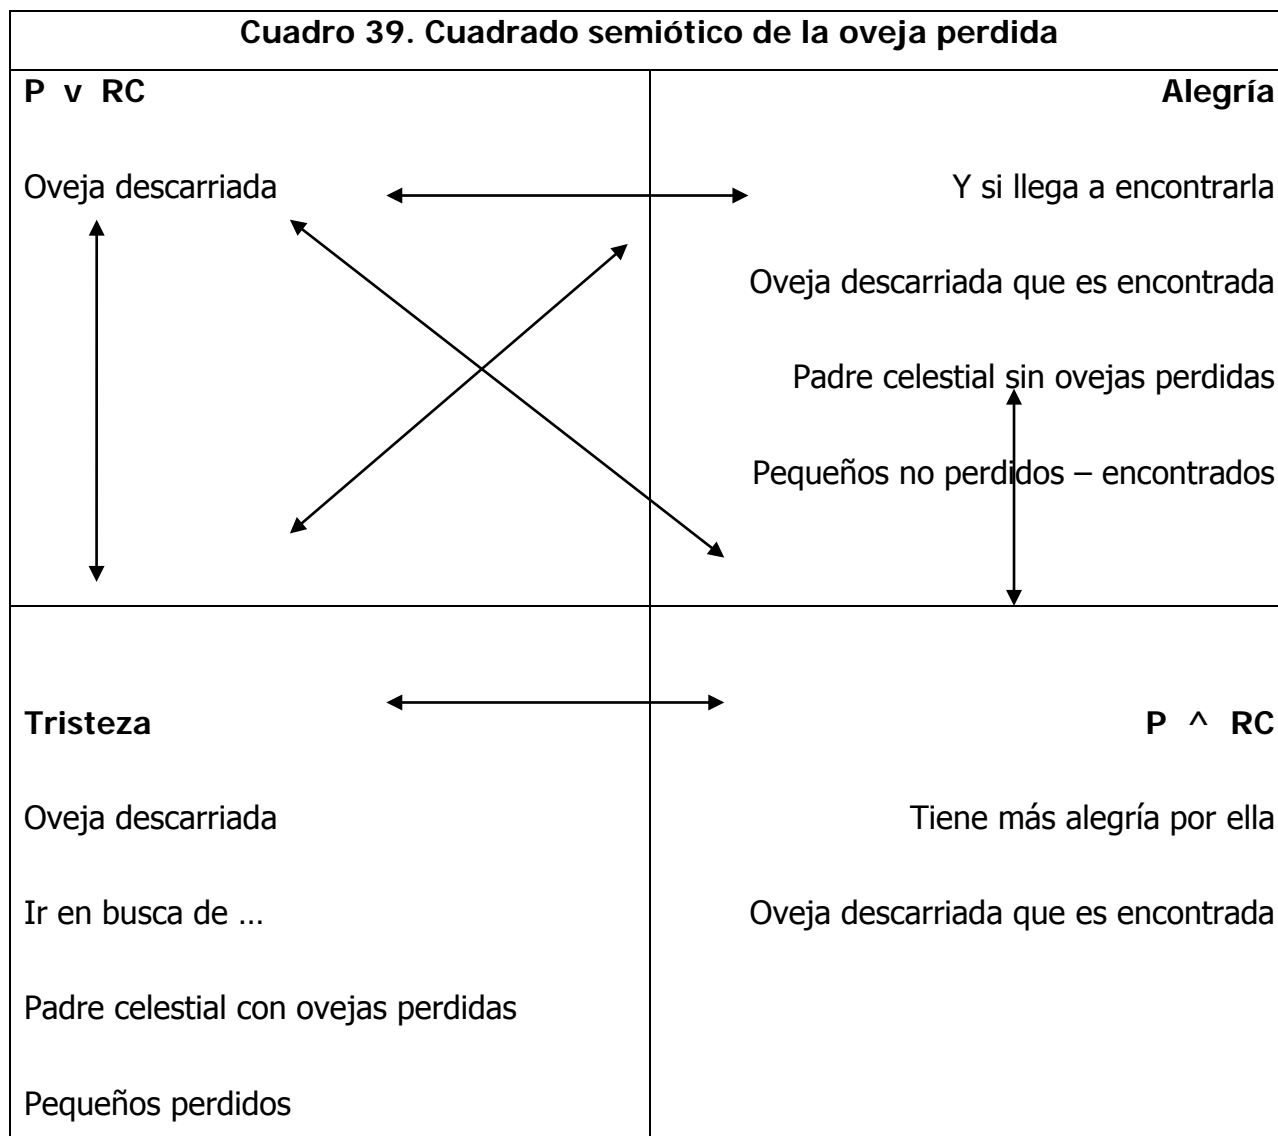 Cuadro 39. Cuadrado semiótico de la oveja perdida
P v RC
Oveja descarriada
Alegría
Y si llega a encontrarla
Oveja descarriada que es encontrada
Padre celestial sin ovejas perdidas
Pequeños no perdidos – encontrados
Tristeza
Oveja descarriada
Ir en busca de …
Padre celestial con ovejas perdidas
Pequeños perdidos
P ^ RC
Tiene más alegría por ella
Oveja descarriada que es encontrada